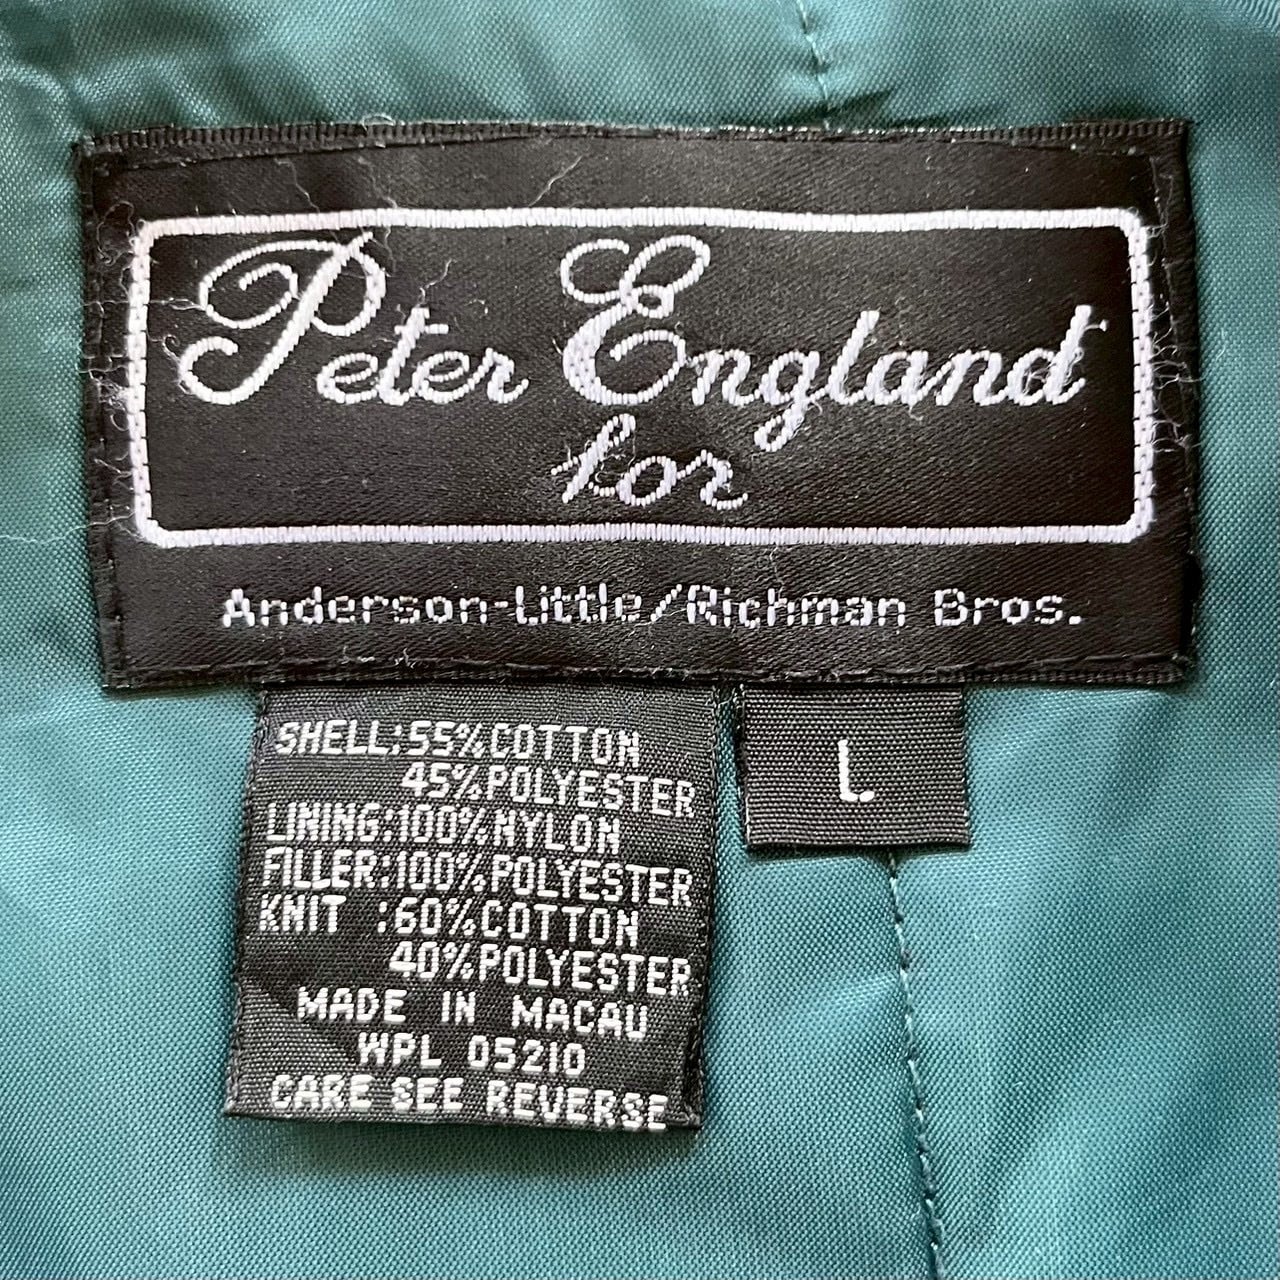 Peter England
for
Anderson-Little/Richman Bros.
SHELL:55%COTTON
45%POLYESTER
LINING:100%NYLON
FILLER:100%POLYESTER
KNIT :60%COTTON
40%POLYESTER
MADE IN MACAU
WPL 05210
CARE SEE REVERSE
L